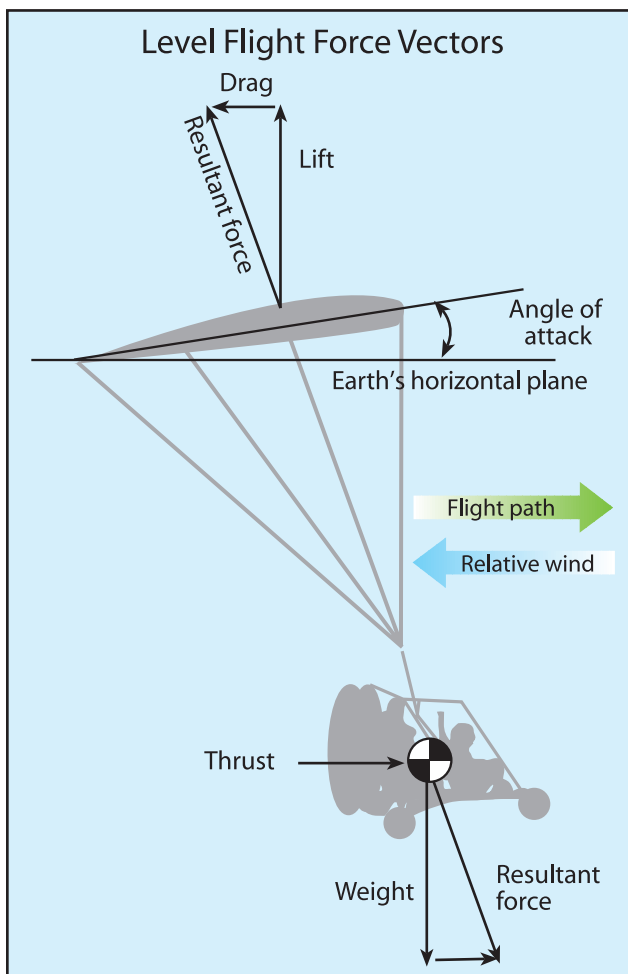 Level Flight Force Vectors
Drag
Resultant force
Lift
Angle of
attack
Earth's horizontal plane
Flight path
Relative wind
Thrust
Weight
Resultant
force